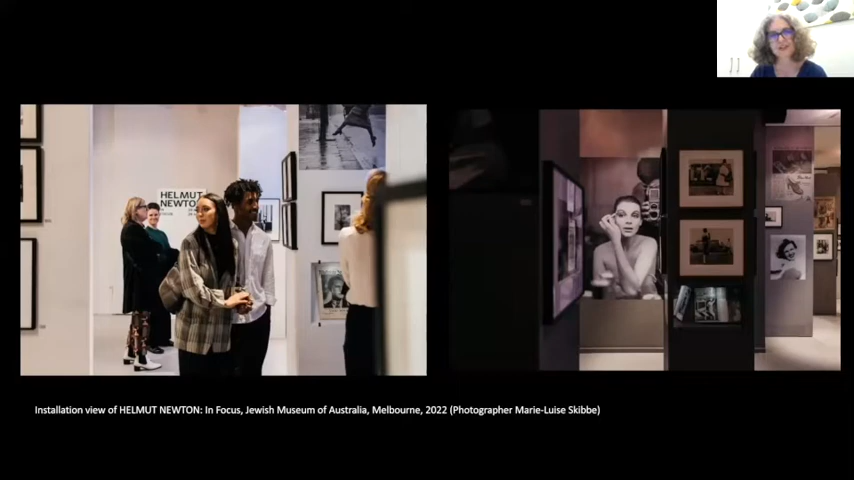 HELMUT
NEWTON
Installation view of HELMUT NEWTON: In Focus, Jewish Museum of Australia, Melbourne, 2022 (Photographer Marie-Luise Skibbe)